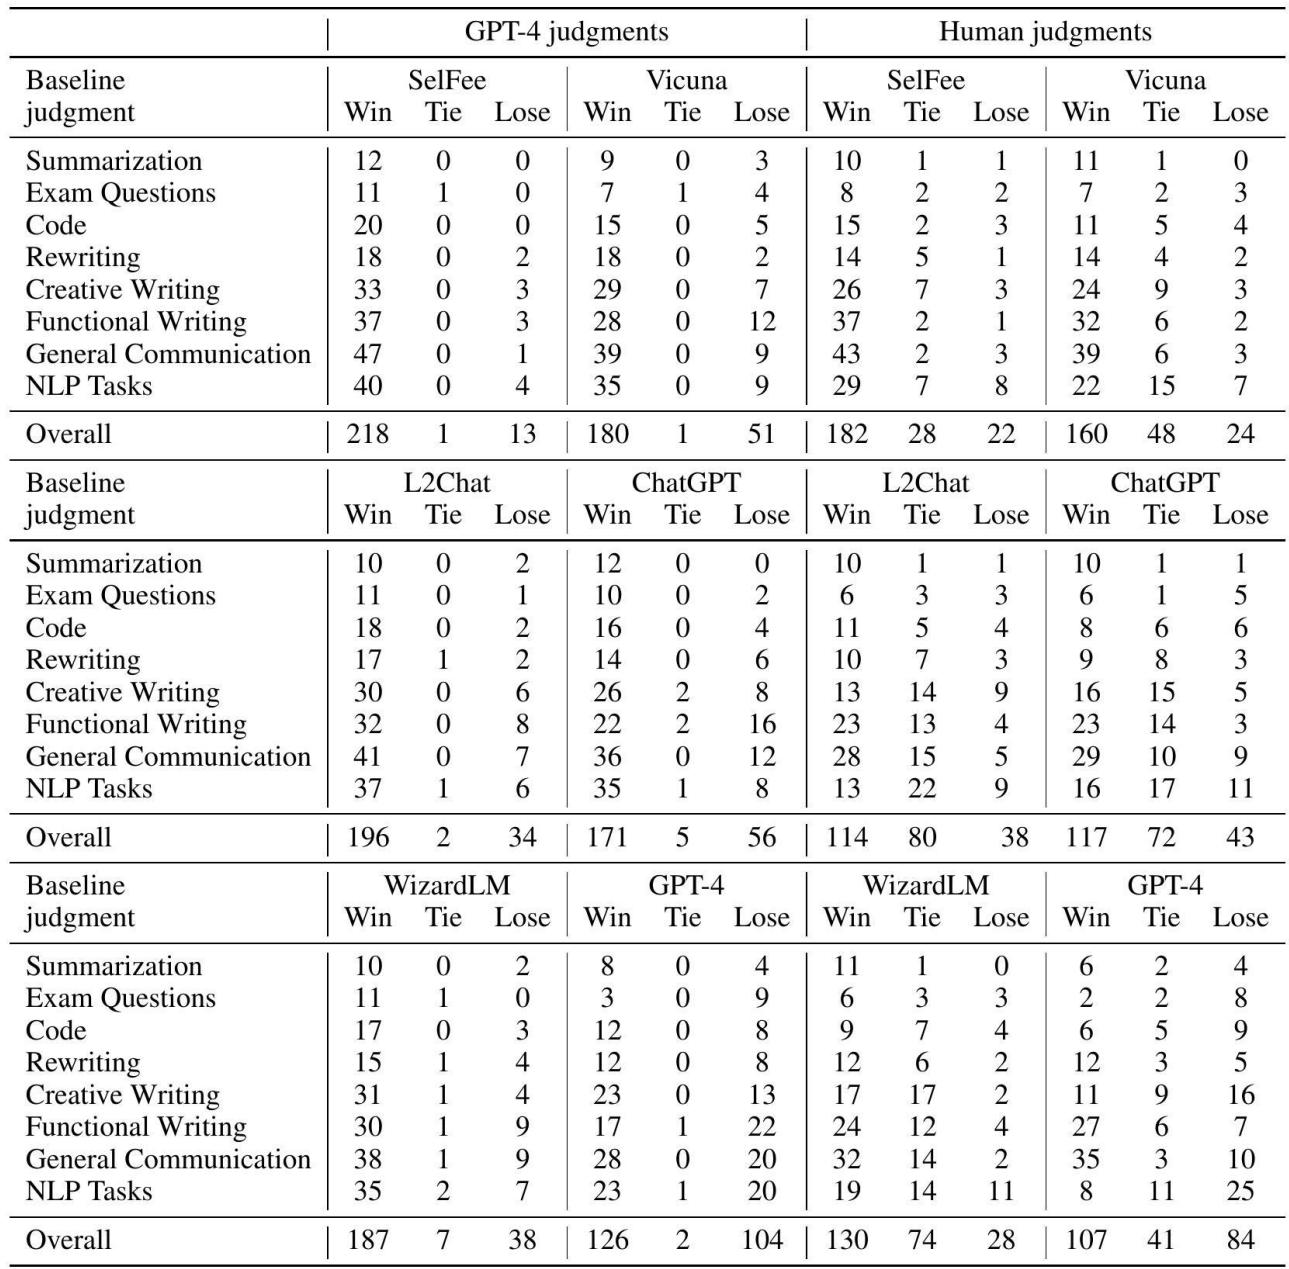 GPT-4 judgments Human judgments
Baseline SelFee Vicuna SelFee Vicuna
judgment Win Tie Lose Win Tie Lose Win Tie Lose Win Tie Lose
Summarization 12 0 0 9 0 3 10 1 1 11 1 0
Exam Questions 11 1 0 7 1 4 8 2 2 7 2 3
Code 20 0 0 15 0 5 15 2 3 11 5 4
Rewriting 18 0 2 18 0 2 14 5 1 14 4 2
Creative Writing 33 0 3 29 0 7 26 7 3 24 9 3
Functional Writing 37 0 3 28 0 12 37 2 1 32 6 2
General Communication 47 0 1 39 0 9 43 2 3 39 6 3
NLP Tasks 40 0 4 35 0 9 29 7 8 22 15 7
Overall 218 1 13 180 1 51 182 28 22 160 48 24
Baseline L2Chat ChatGPT L2Chat ChatGPT
judgment Win Tie Lose Win Tie Lose Win Tie Lose Win Tie Lose
Summarization 10 0 2 12 0 0 10 1 1 10 1 1
Exam Questions 11 0 1 10 0 2 6 3 3 6 1 5
Code 18 0 2 16 0 4 11 5 4 8 6 6
Rewriting 17 1 2 14 0 6 10 7 3 9 8 3
Creative Writing 30 0 6 26 2 8 13 14 9 16 15 5
Functional Writing 32 0 8 22 2 16 23 13 4 23 14 3
General Communication 41 0 7 36 0 12 28 15 5 29 10 9
NLP Tasks 37 1 6 35 1 8 13 22 9 16 17 11
Overall 196 2 34 171 5 56 114 80 38 117 72 43
Baseline WizardLM GPT-4 WizardLM GPT-4
judgment Win Tie Lose Win Tie Lose Win Tie Lose Win Tie Lose
Summarization 10 0 2 8 0 4 11 1 0 6 2 4
Exam Questions 11 1 0 3 0 9 6 3 3 2 2 8
Code 17 0 3 12 0 8 9 7 4 6 5 9
Rewriting 15 1 4 12 0 8 12 6 2 12 3 5
Creative Writing 31 1 4 23 0 13 17 17 2 11 9 16
Functional Writing 30 1 9 17 1 22 24 12 4 27 6 7
General Communication 38 1 9 28 0 20 32 14 2 35 3 10
NLP Tasks 35 2 7 23 1 20 19 14 11 8 11 25
Overall 187 7 38 126 2 104 130 74 28 107 41 84